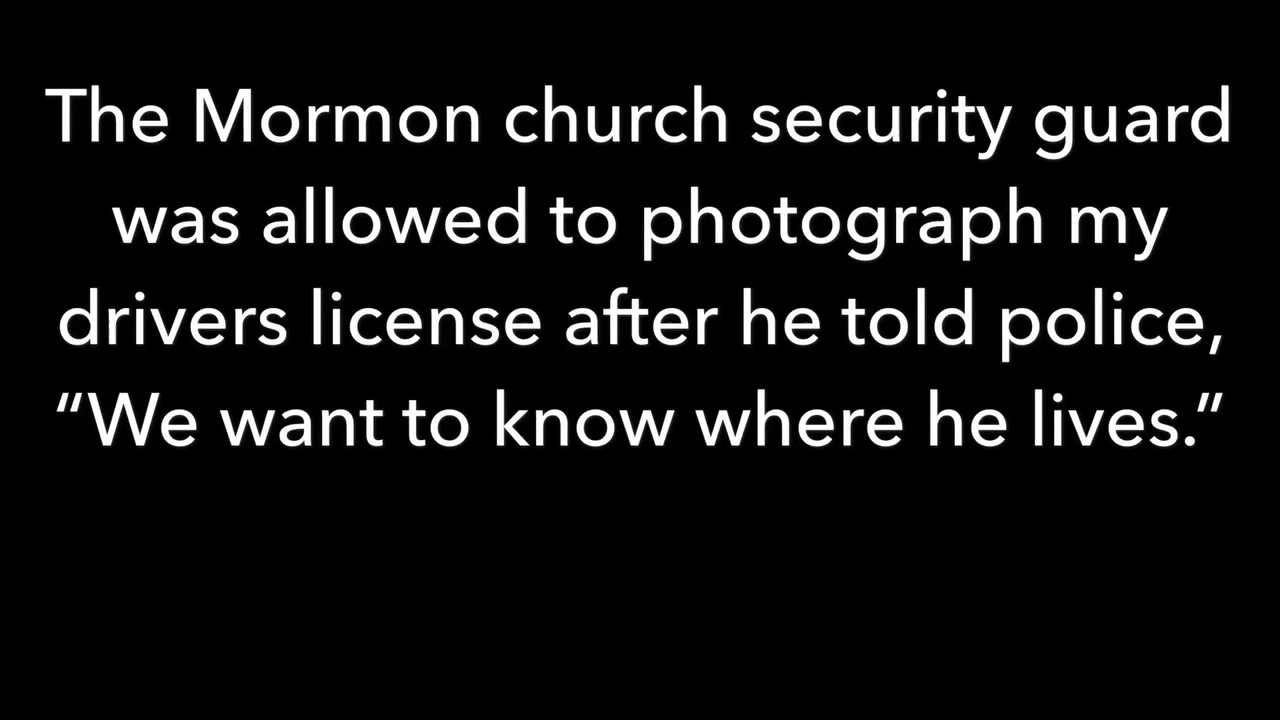 The Mormon church security guard
was allowed to photograph my
drivers license after he told police,
“We want to know where he lives.”